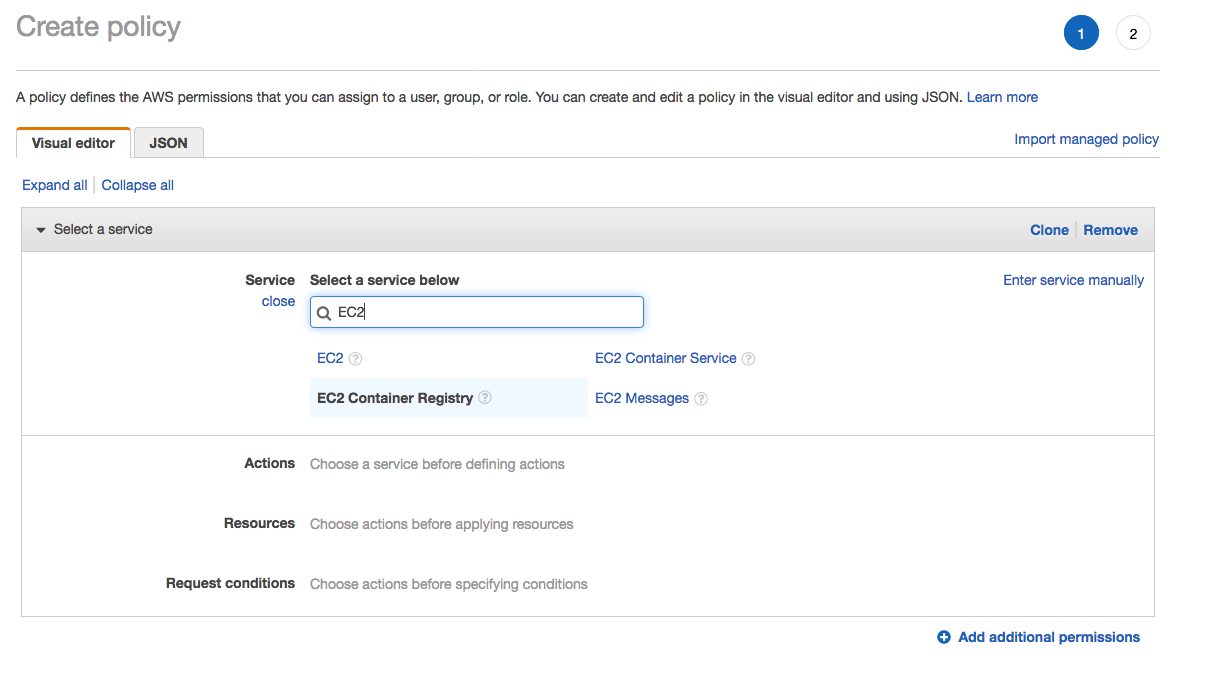 Create policy
1
2
A policy defines the AWS permissions that you can assign to a user, group, or role. You can create and edit a policy in the visual editor and using JSON. Learn more
Visual editor
JSON
Import managed policy
Expand all
Collapse all
Select a service
Clone
Remove
Service
Select a service below
Enter service manually
close
EC2
EC2 ?
EC2 Container Service ?
EC2 Container Registry ?
EC2 Messages ?
Actions
Choose a service before defining actions
Resources
Choose actions before applying resources
Request conditions
Choose actions before specifying conditions
Add additional permissions